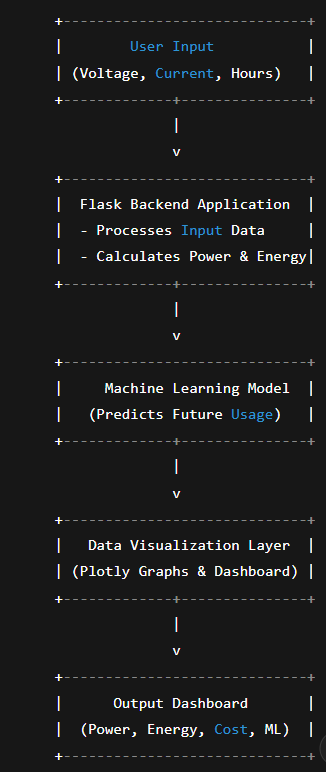 +------------------------------+
|        User Input            |
| (Voltage, Current, Hours)    |
+-------------+----------------+
              |
              v
+------------------------------+
|  Flask Backend Application   |
|  - Processes Input Data      |
|  - Calculates Power & Energy|
+-------------+----------------+
              |
              v
+------------------------------+
|     Machine Learning Model   |
|   (Predicts Future Usage)    |
+-------------+----------------+
              |
              v
+------------------------------+
|   Data Visualization Layer   |
| (Plotly Graphs & Dashboard)  |
+-------------+----------------+
              |
              v
+------------------------------+
|      Output Dashboard        |
|  (Power, Energy, Cost, ML)   |
+------------------------------+